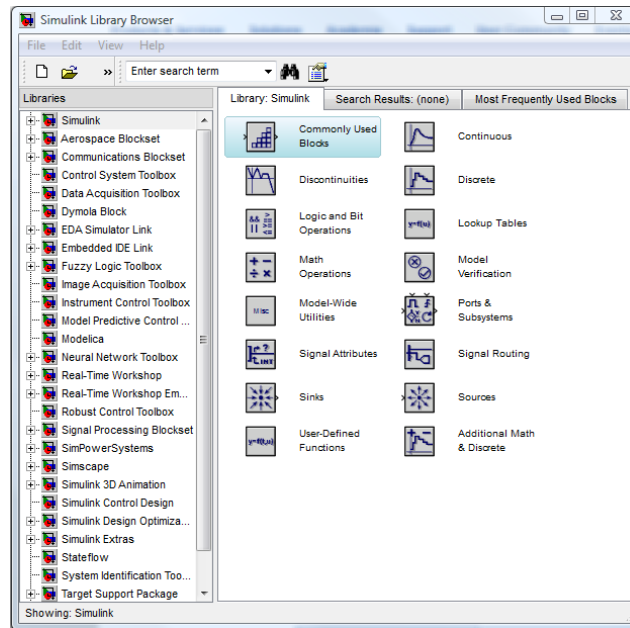 Simulink Library Browser
File Edit View Help
» Enter search term
Libraries
Library: Simulink
Search Results: (none)
Most Frequently Used Blocks
Simulink
Aerospace Blockset
Communications Blockset
Control System Toolbox
Data Acquisition Toolbox
Dymola Block
EDA Simulator Link
Embedded IDE Link
Fuzzy Logic Toolbox
Image Acquisition Toolbox
Instrument Control Toolbox
Model Predictive Control ...
Modelica
Neural Network Toolbox
Real-Time Workshop
Real-Time Workshop Em...
Robust Control Toolbox
Signal Processing Blockset
SimPowerSystems
Simscape
Simulink 3D Animation
Simulink Control Design
Simulink Design Optimiza...
Simulink Extras
Stateflow
System Identification Too...
Target Support Package
Commonly Used
Blocks
Continuous
Discontinuities
Discrete
Logic and Bit
Operations
y=f(u)
Lookup Tables
Math
Operations
Model
Verification
Misc
Model-Wide
Utilities
Ports &
Subsystems
Signal Attributes
Signal Routing
Sinks
Sources
y=f(t,u)
User-Defined
Functions
Additional Math
& Discrete
Showing: Simulink